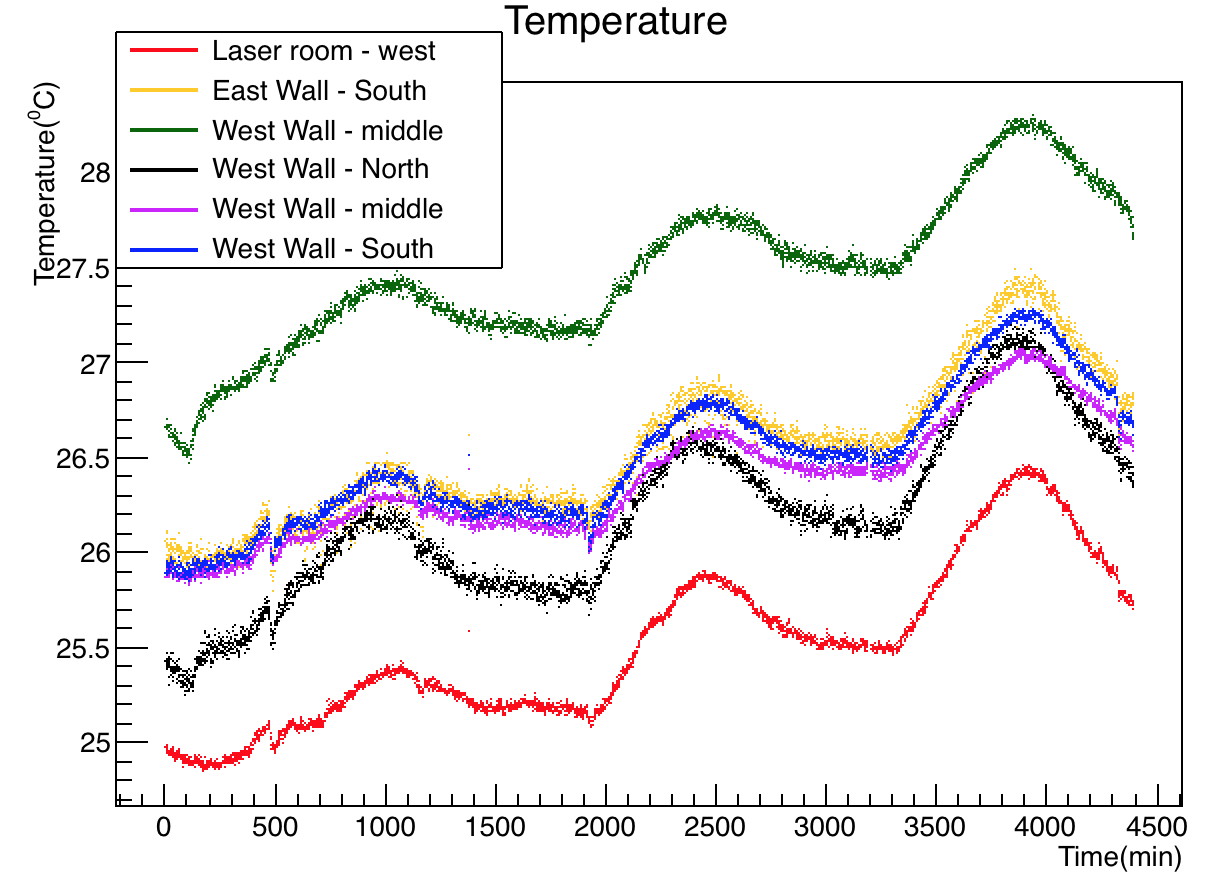 Temperature
Laser room - west
East Wall - South
West Wall - middle
West Wall - North
West Wall - middle
West Wall - South
Temperature(⁰C)
28
27.5
27
26.5
26
25.5
25
0 500 1000 1500 2000 2500 3000 3500 4000 4500
Time(min)